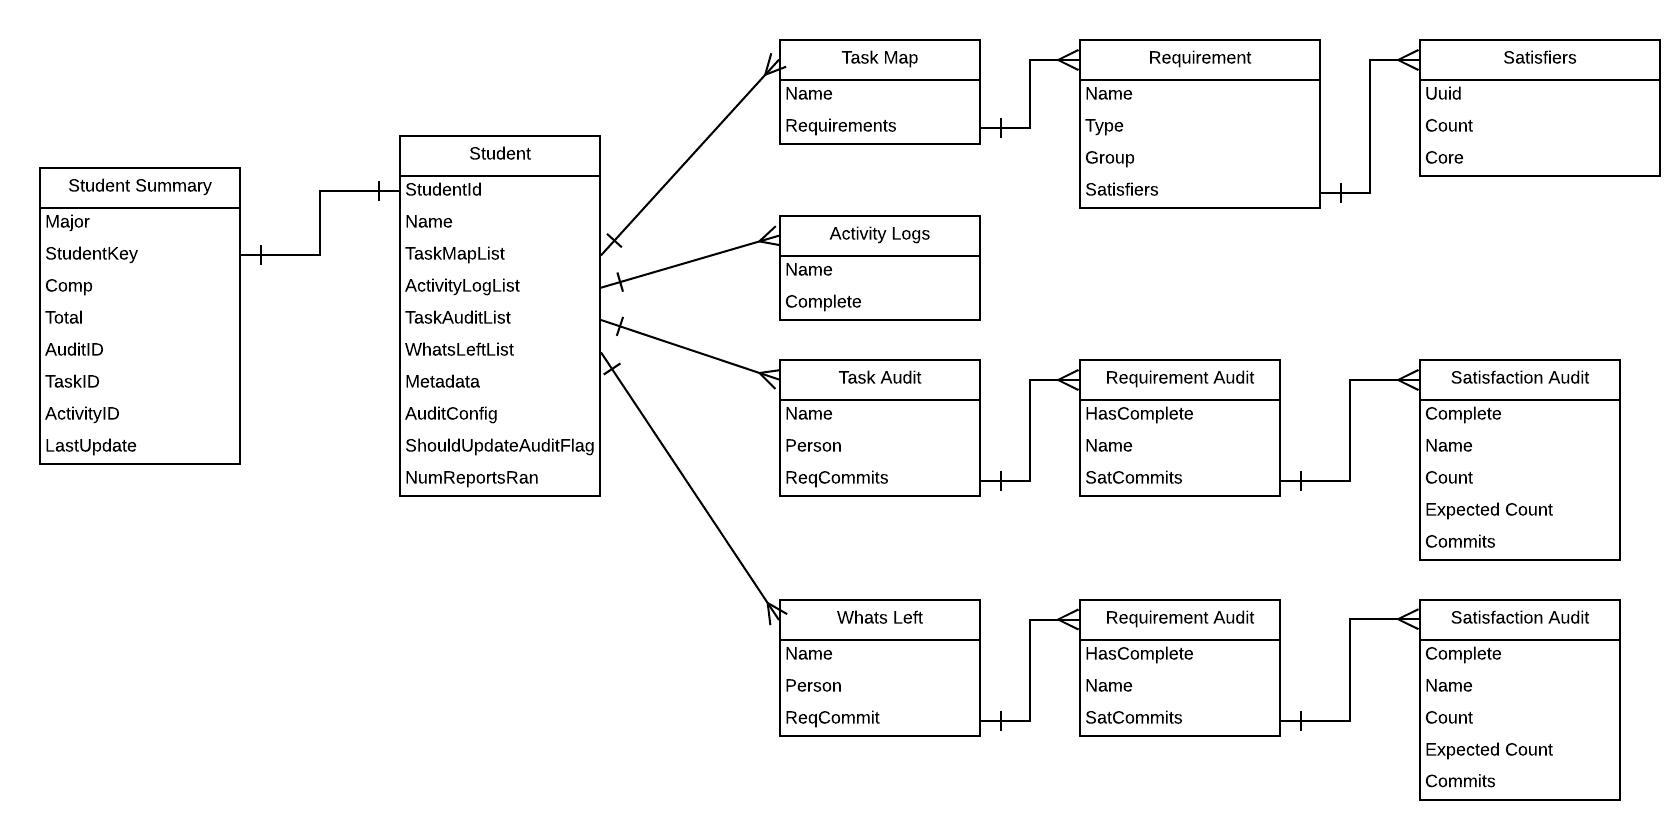 Student Summary
Major
StudentKey
Comp
Total
AuditID
TaskID
ActivityID
LastUpdate
Student
StudentId
Name
TaskMapList
ActivityLogList
TaskAuditList
WhatsLeftList
Metadata
AuditConfig
ShouldUpdateAuditFlag
NumReportsRan
Task Map
Name
Requirements
Requirement
Name
Type
Group
Satisfiers
Satisfiers
Uuid
Count
Core
Activity Logs
Name
Complete
Task Audit
Name
Person
ReqCommits
Requirement Audit
HasComplete
Name
SatCommits
Satisfaction Audit
Complete
Name
Count
Expected Count
Commits
Whats Left
Name
Person
ReqCommit
Requirement Audit
HasComplete
Name
SatCommits
Satisfaction Audit
Complete
Name
Count
Expected Count
Commits